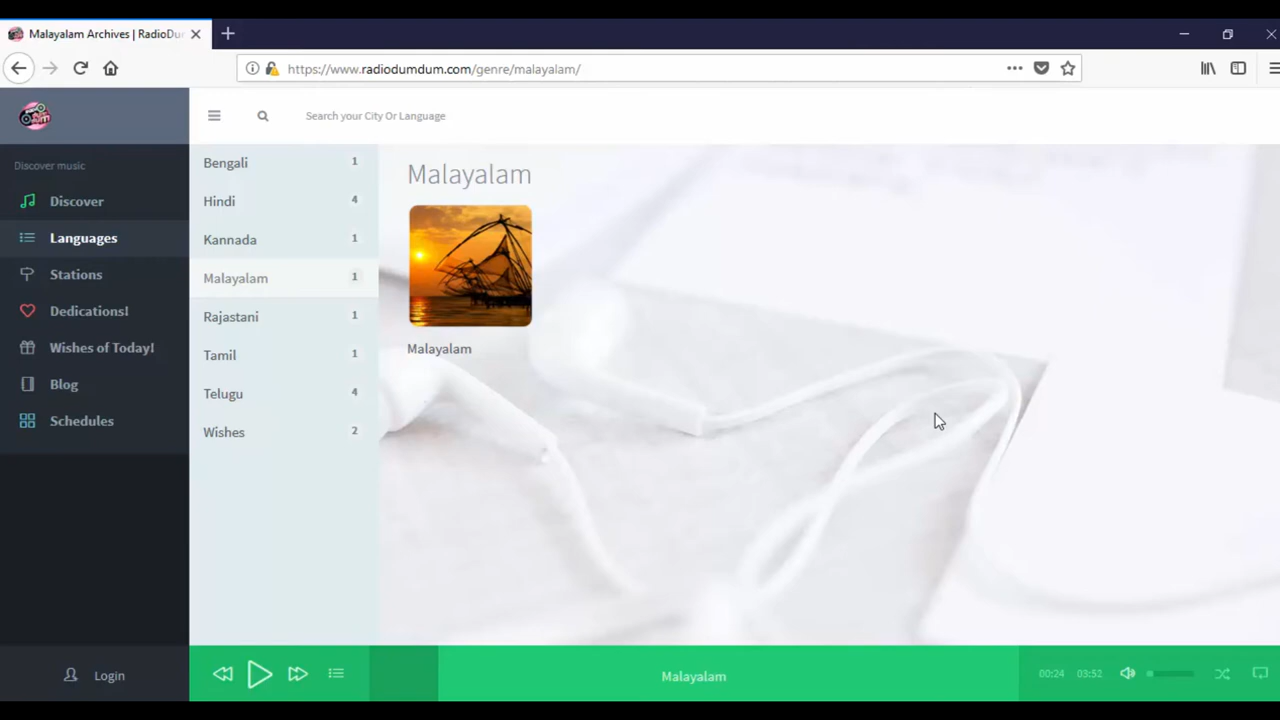 Malayalam Archives | RadioDur
https://www.radiodumdum.com/genre/malayalam/
Search your City Or Language
Discover music
Discover
Languages
Stations
Dedications!
Wishes of Today!
Blog
Schedules
Login
Bengali 1
Hindi 4
Kannada 1
Malayalam 1
Rajastani 1
Tamil 1
Telugu 4
Wishes 2
Malayalam
Malayalam
Malayalam
00:24 03:52